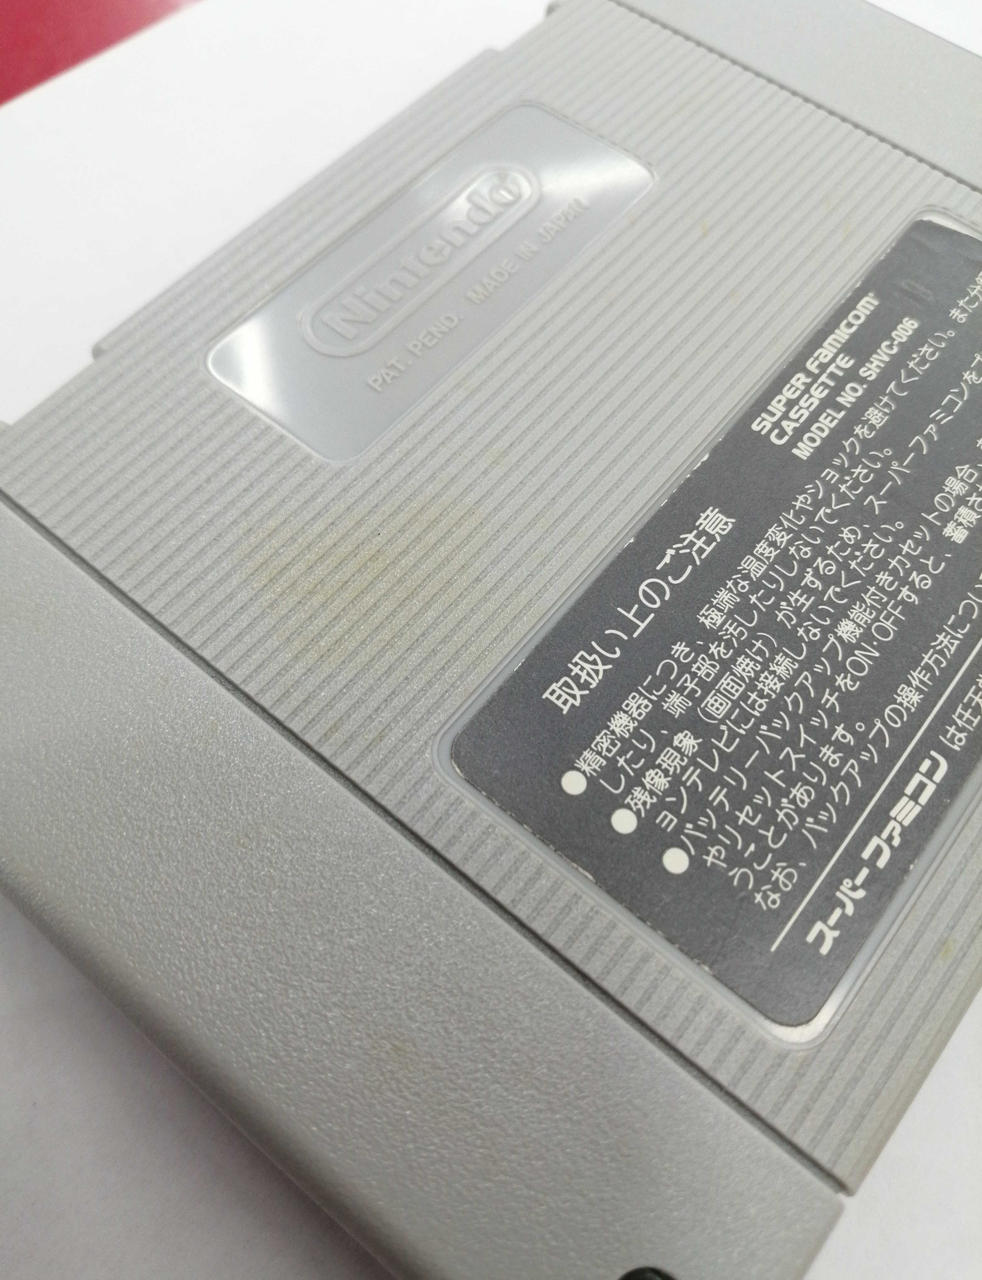 Nintendo
PAT. PEND. MADE IN JAPAN
SUPER FAMICOM
CASSETTE
MODEL NO. SHVC-006
取扱い上のご注意
●精密機器につき、極端な温度変化やショックを避けてください。また分解
したり、端子部を汚したりしないでください。
●残像現象(画面焼け)が生ずるため、スーパーファミコンをプ
ョンテレビには接続しないでください。
●バッテリーバックアップ機能付きカセットの場合、
やリセットスイッチをON・OFFすると、蓄積さ
うことがあります。
なお、バックアップの操作方法につい
スーパーファミコン は任天